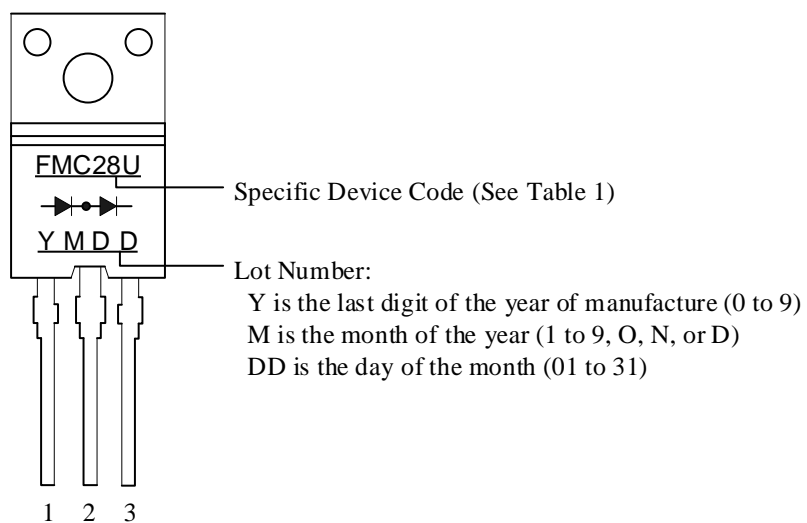 FMC28U
Specific Device Code (See Table 1)
Y M D D
Lot Number:
Y is the last digit of the year of manufacture (0 to 9)
M is the month of the year (1 to 9, O, N, or D)
DD is the day of the month (01 to 31)
1 2 3